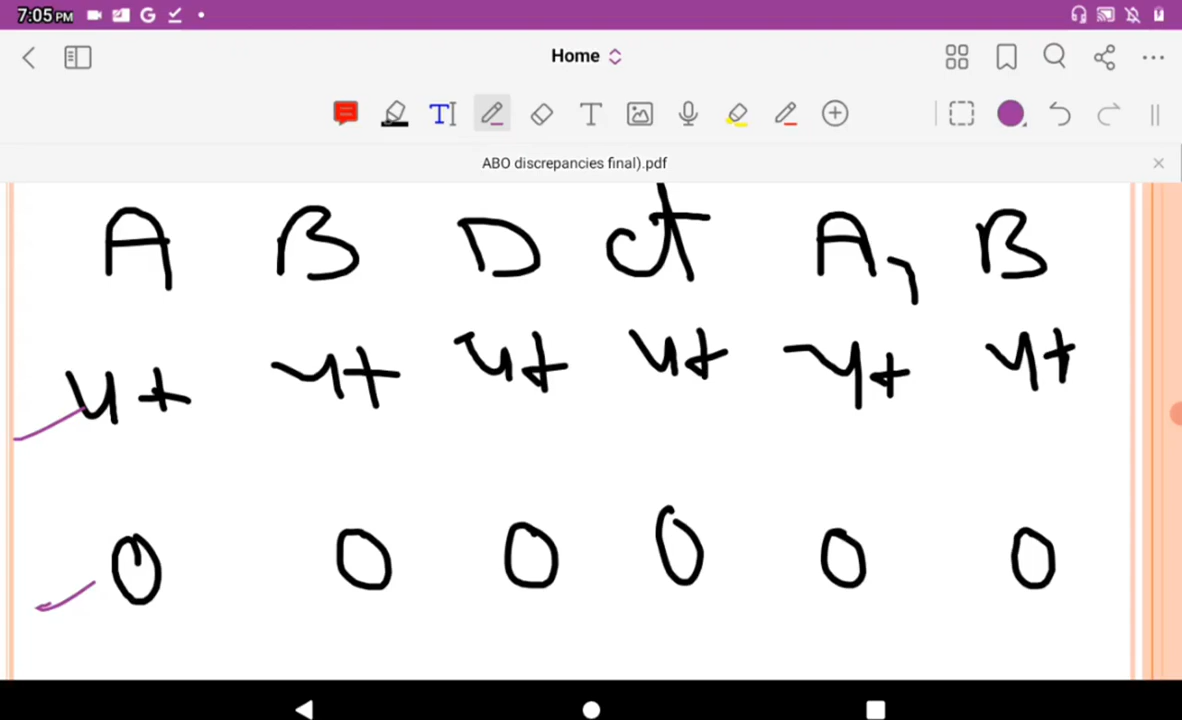 7:05 PM
Home
ABO discrepancies final).pdf
A B D ct A1 B
4+ 4+ 4+ 4+ 4+ 4+
0 0 0 0 0 0